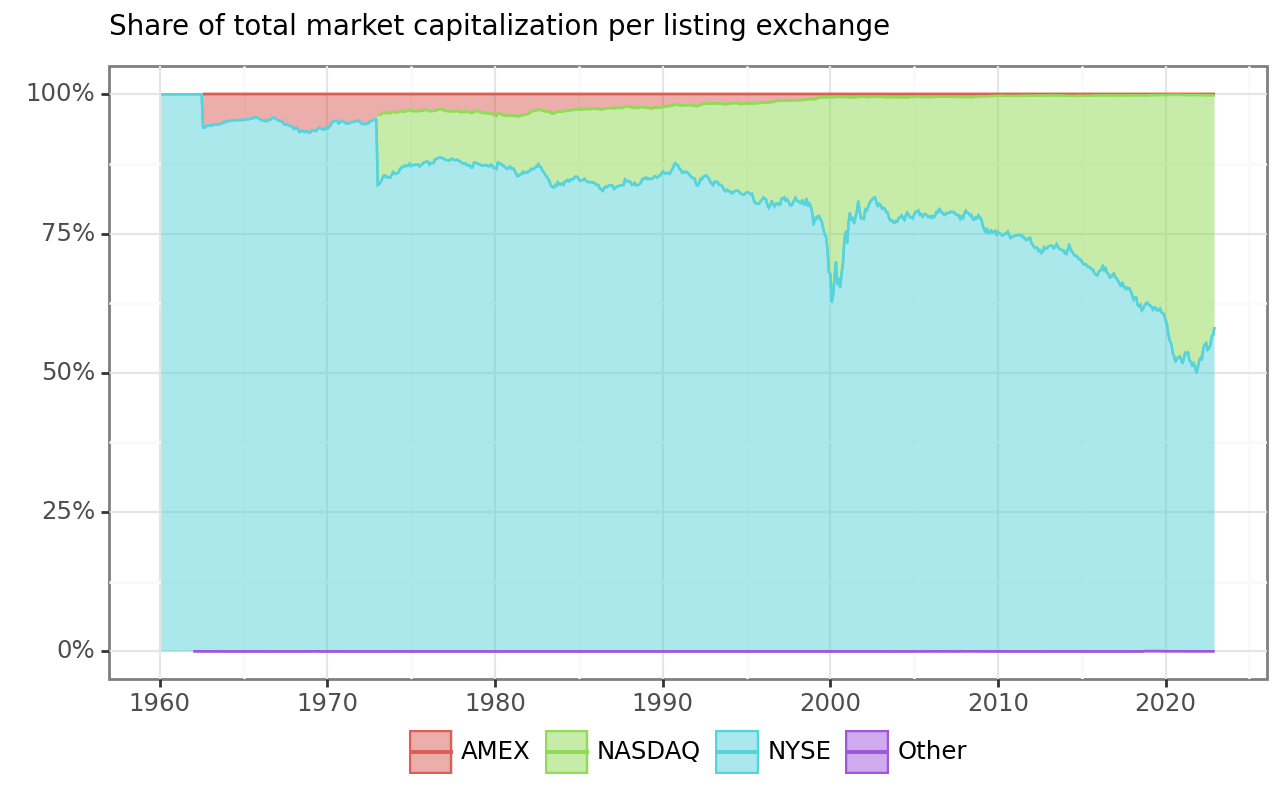 Share of total market capitalization per listing exchange
100%
75%
50%
25%
0%
1960 1970 1980 1990 2000 2010 2020
AMEX NASDAQ NYSE Other